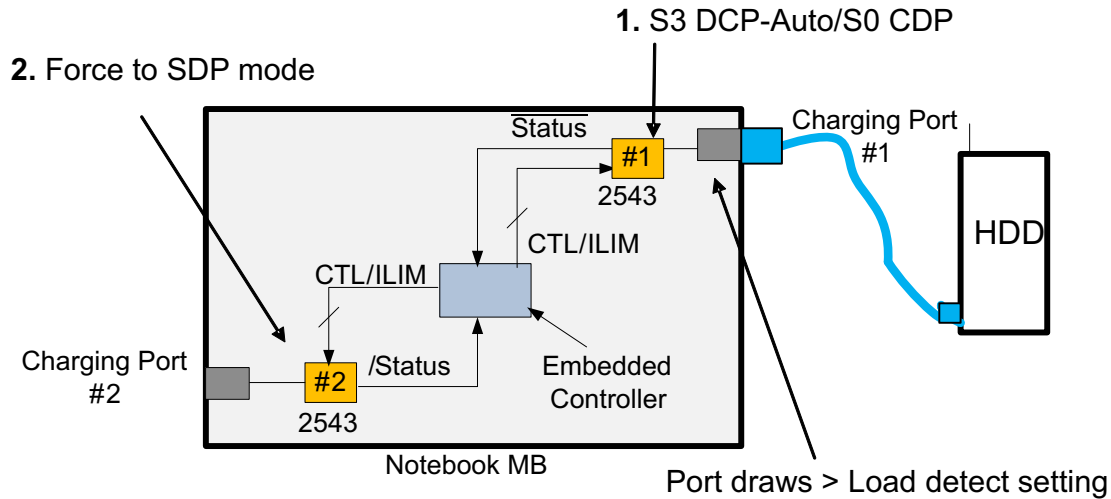 1. S3 DCP-Auto/S0 CDP
2. Force to SDP mode
Status
Charging Port
#1
#1
2543
HDD
CTL/ILIM
CTL/ILIM
Charging Port
#2
/Status
#2
2543
Embedded
Controller
Notebook MB
Port draws > Load detect setting